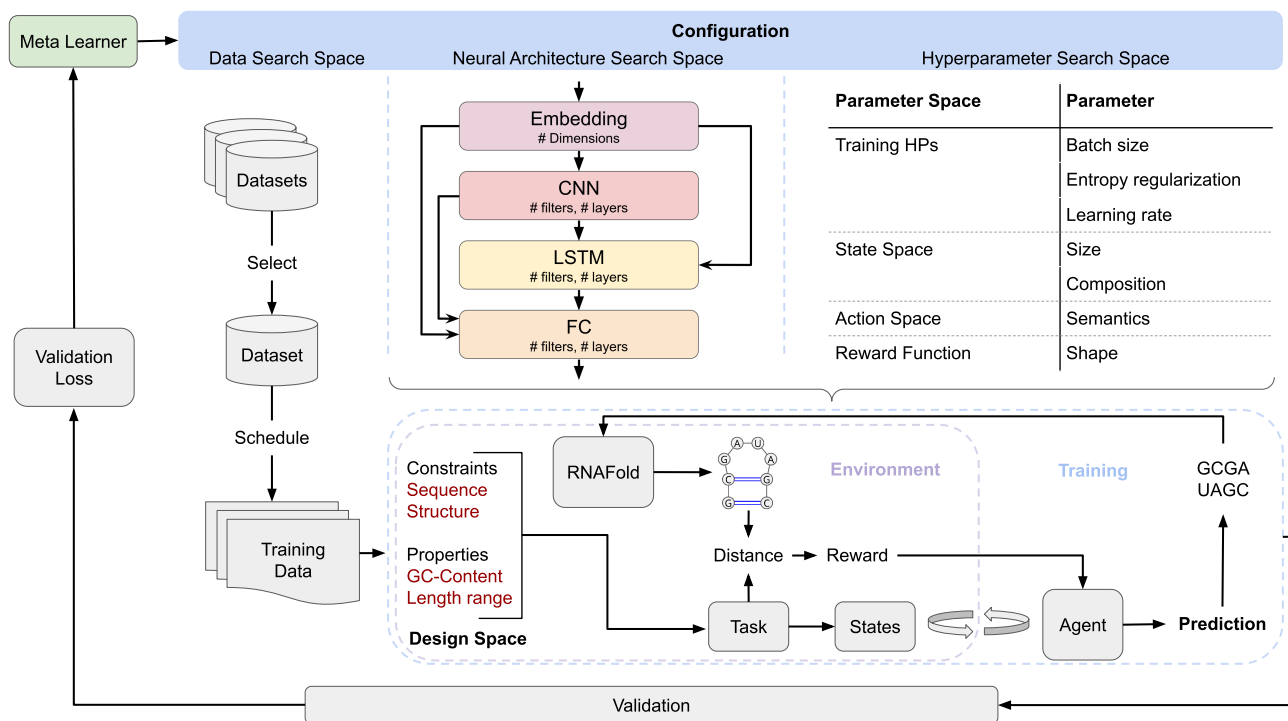 Meta Learner
Configuration
Data Search Space
Neural Architecture Search Space
Hyperparameter Search Space
Datasets
Select
Dataset
Schedule
Training
Data
Embedding
# Dimensions
CNN
# filters, # layers
LSTM
# filters, # layers
FC
# filters, # layers
Parameter Space Parameter
Training HPs Batch size
Entropy regularization
Learning rate
State Space Size
Composition
Action Space Semantics
Reward Function Shape
Validation
Loss
Constraints
Sequence
Structure
Properties
GC-Content
Length range
Design Space
RNAFold
G A U A
C G
G C
Environment
Training
GCGA
UAGC
Distance
Reward
Task
States
Agent
Prediction
Validation